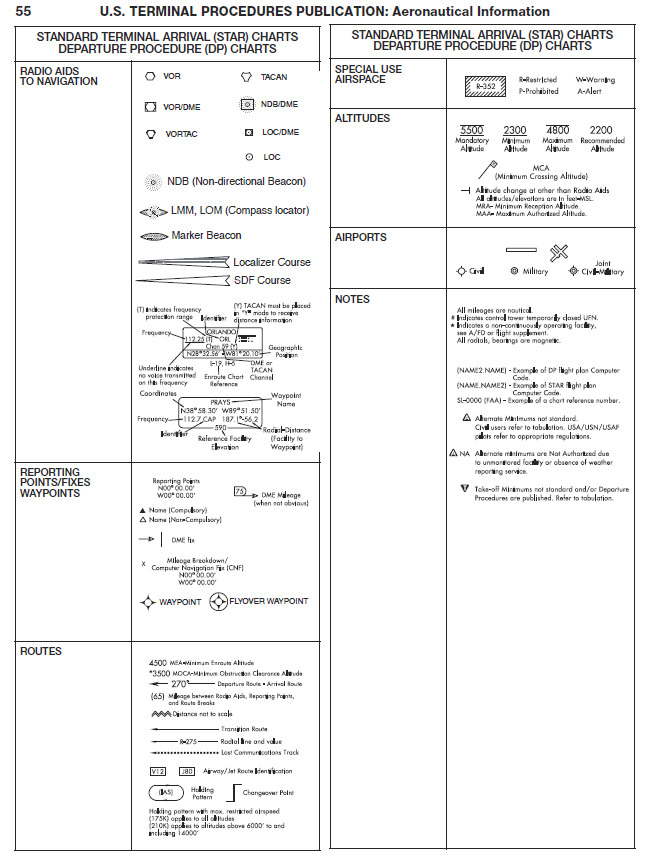 55
U.S. TERMINAL PROCEDURES PUBLICATION: Aeronautical Information
STANDARD TERMINAL ARRIVAL (STAR) CHARTS
DEPARTURE PROCEDURE (DP) CHARTS
RADIO AIDS
TO NAVIGATION
VOR
TACAN
VOR/DME
NDB/DME
VORTAC
LOC/DME
LOC
NDB (Non-directional Beacon)
LMM, LOM (Compass locator)
Marker Beacon
Localizer Course
SDF Course
(T) indicates frequency
protection range
Identifier
(Y) TACAN must be placed
in "Y" mode to receive
distance information
Frequency
ORLANDO
112.25 (T) ORL
Chan 59 (Y)
N28°32.56' W81°20.10'
Geographic
Position
L-19, H-5
DME or
TACAN
Channel
Underline indicates
no voice transmitted
on this frequency
Enroute Chart
Reference
Coordinates
Waypoint
Name
PRAYS
N38°58.30' W89°51.50'
Frequency
112.7 CAP 187.1°-56.2
590
Identifier
Reference Facility
Elevation
Radial-Distance
(Facility to
Waypoint)
REPORTING
POINTS/FIXES
WAYPOINTS
Reporting Points
N00°00.00'
W00°00.00'
75
DME Mileage
(when not obvious)
Name (Compulsory)
Name (Non-Compulsory)
DME fix
X
Mileage Breakdown/
Computer Navigation Fix (CNF)
N00°00.00'
W00°00.00'
WAYPOINT
FLYOVER WAYPOINT
ROUTES
4500 MEA-Minimum Enroute Altitude
*3500 MOCA-Minimum Obstruction Clearance Altitude
270° Departure Route - Arrival Route
(65) Mileage between Radio Aids, Reporting Points,
and Route Breaks
Distance not to scale
Transition Route
R-275 Radial line and value
Lost Communications Track
V12 J80 Airway/Jet Route Identification
(IAS)
Holding
Pattern
Changeover Point
Holding pattern with max. restricted airspeed
(175K) applies to all altitudes
(210K) applies to altitudes above 6000' to and
including 14000'
STANDARD TERMINAL ARRIVAL (STAR) CHARTS
DEPARTURE PROCEDURE (DP) CHARTS
SPECIAL USE
AIRSPACE
R-352
R-Restricted W-Warning
P-Prohibited A-Alert
ALTITUDES
5500 2300 4800 2200
Mandatory Minimum Maximum Recommended
Altitude Altitude Altitude Altitude
MCA
(Minimum Crossing Altitude)
Altitude change at other than Radio Aids
All altitudes/elevations are in feet-MSL.
MRA- Minimum Reception Altitude.
MAA- Maximum Authorized Altitude.
AIRPORTS
Civil
Military
Joint
Civil-Military
NOTES
All mileages are nautical.
# Indicates control tower temporarily closed UFN.
* Indicates a non-continuously operating facility,
see A/FD or flight supplement.
All radials, bearings are magnetic.
(NAME2.NAME) - Example of DP flight plan Computer
Code.
(NAME.NAME2) - Example of STAR flight plan
Computer Code.
SL-0000 (FAA) - Example of a chart reference number.
A Alternate Minimums not standard.
Civil users refer to tabulation. USA/USN/USAF
pilots refer to appropriate regulations.
A NA Alternate minimums are Not Authorized due
to unmonitored facility or absence of weather
reporting service.
T Take-off Minimums not standard and/or Departure
Procedures are published. Refer to tabulation.